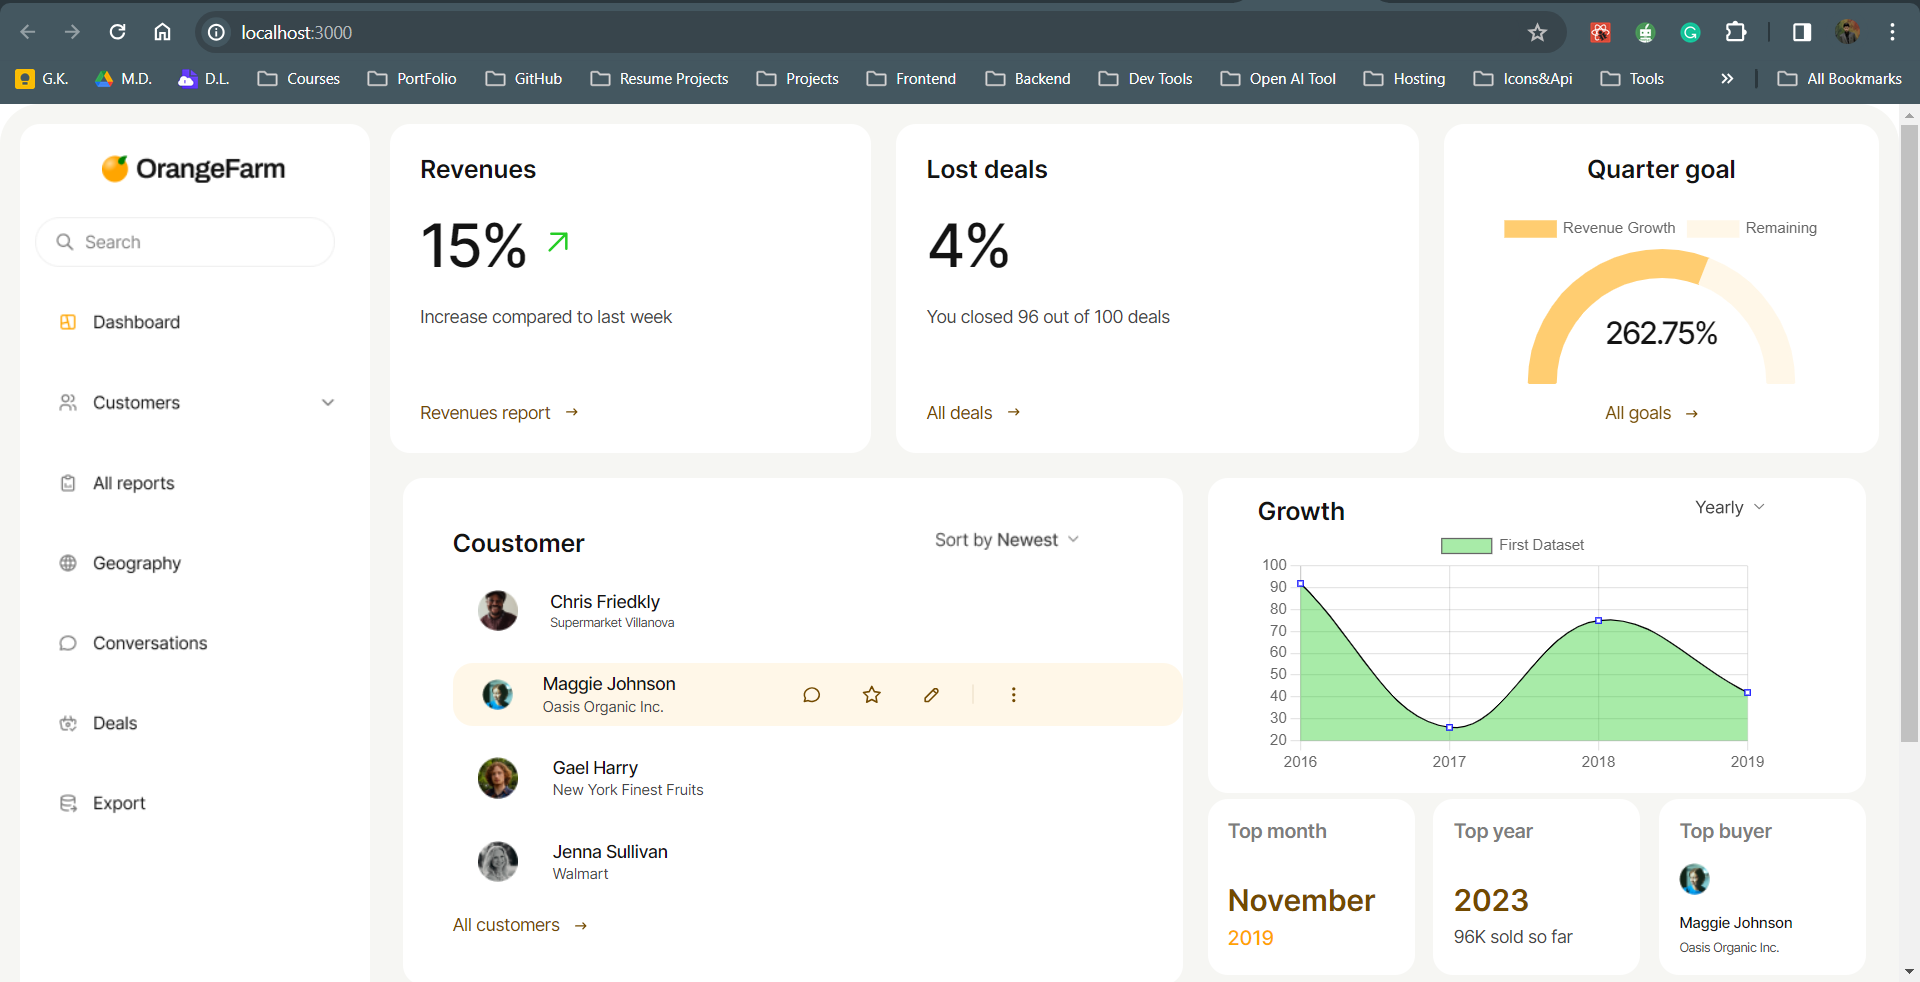 localhost:3000
G.K. M.D. D.L. Courses PortFolio GitHub Resume Projects Projects Frontend Backend Dev Tools Open AI Tool Hosting Icons&Api Tools » All Bookmarks
OrangeFarm
Search
Dashboard
Customers
All reports
Geography
Conversations
Deals
Export
Revenues
15%
Increase compared to last week
Revenues report →
Lost deals
4%
You closed 96 out of 100 deals
All deals →
Quarter goal
Revenue Growth Remaining
262.75%
All goals →
Coustomer
Sort by Newest
Chris Friedkly
Supermarket Villanova
Maggie Johnson
Oasis Organic Inc.
Gael Harry
New York Finest Fruits
Jenna Sullivan
Walmart
All customers →
Growth
Yearly
First Dataset
100
90
80
70
60
50
40
30
20
2016 2017 2018 2019
Top month
November
2019
Top year
2023
96K sold so far
Top buyer
Maggie Johnson
Oasis Organic Inc.